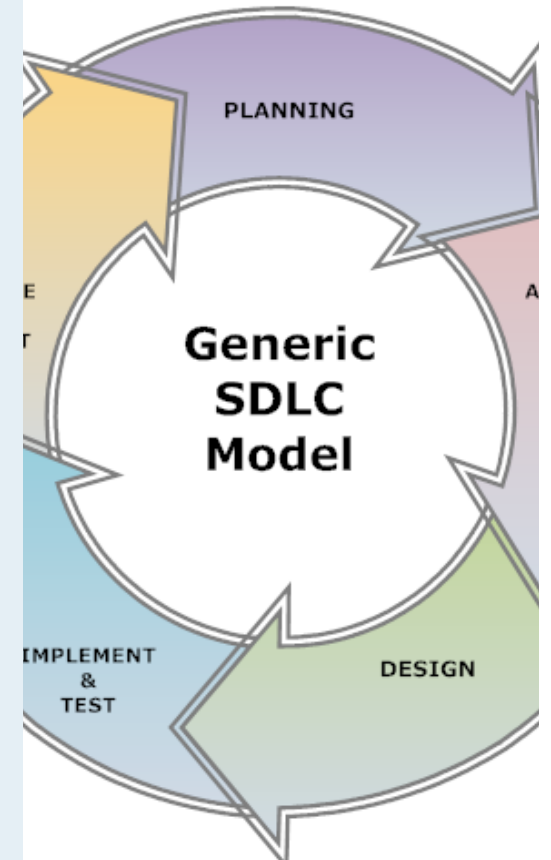 PLANNING
E
T
A
Generic
SDLC
Model
IMPLEMENT
&
TEST
DESIGN